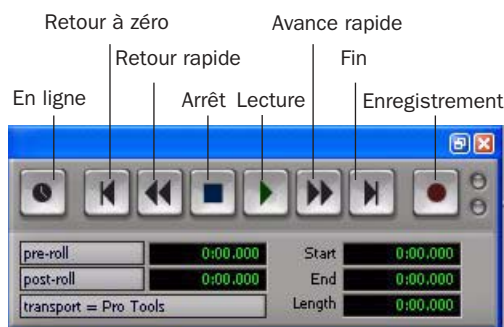 Retour à zéro
Avance rapide
Retour rapide
Fin
En ligne
Arrêt
Lecture
Enregistrement
pre-roll 0:00.000 Start 0:00.000
post-roll 0:00.000 End 0:00.000
transport = Pro Tools Length 0:00.000